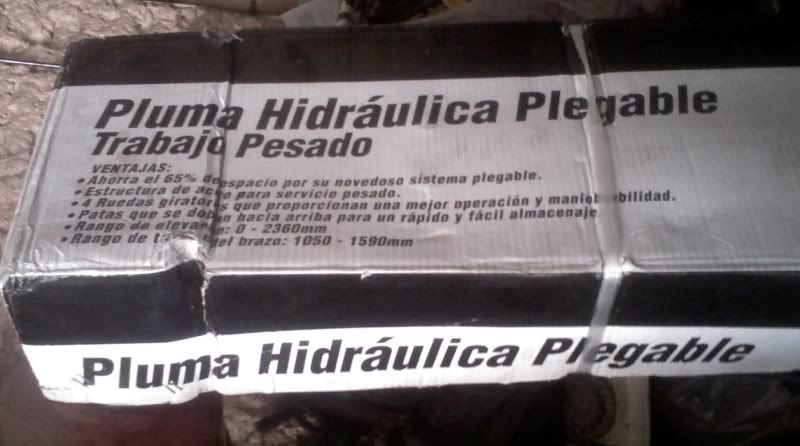 Pluma Hidráulica Plegable
Trabajo Pesado
VENTAJAS:
• Ahorra el 65% de espacio por su novedoso sistema plegable.
• Estructura de acero para servicio pesado.
• 4 Ruedas giratorias que proporcionan una mejor operación y maniobrabilidad.
• Patas que se doblan hacia arriba para un rápido y fácil almacenaje.
• Rango de elevación: 0 - 2360mm
• Rango de del brazo: 1050 - 1590mm
Pluma Hidráulica Plegable